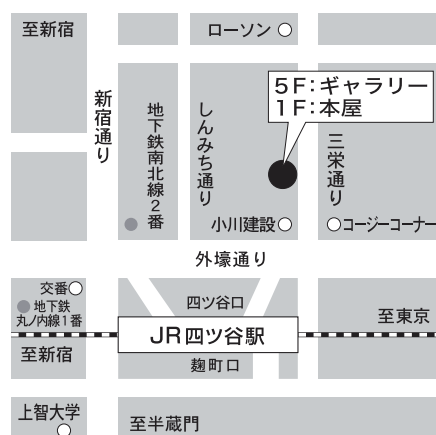 至新宿
ローソン
5F:ギャラリー
1F:本屋
新宿通り
地下鉄南北線2番
しんみち通り
三栄通り
小川建設
コージーコーナー
外壕通り
交番
地下鉄
丸ノ内線1番
四ツ谷口
至東京
JR四ツ谷駅
至新宿
麹町口
上智大学
至半蔵門